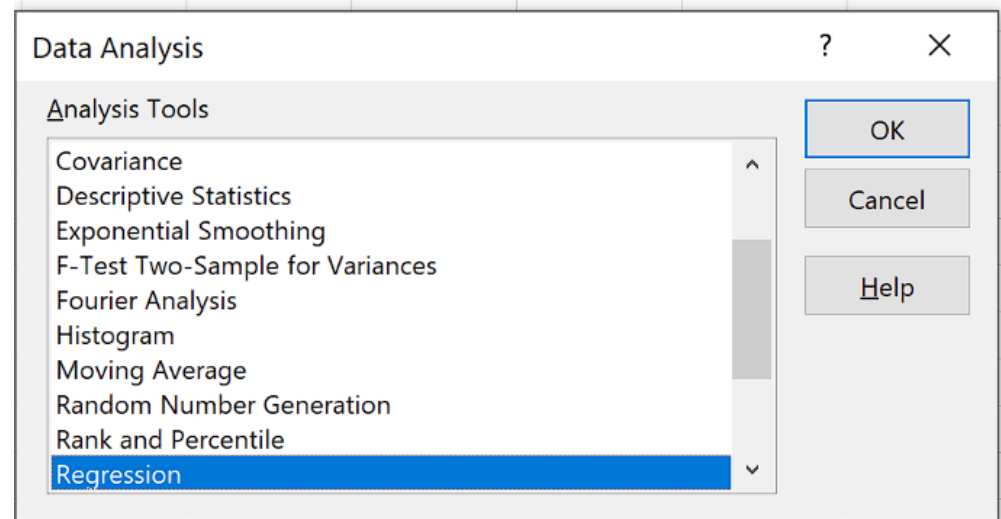 Data Analysis
?
Analysis Tools
Covariance
Descriptive Statistics
Exponential Smoothing
F-Test Two-Sample for Variances
Fourier Analysis
Histogram
Moving Average
Random Number Generation
Rank and Percentile
Regression
OK
Cancel
Help